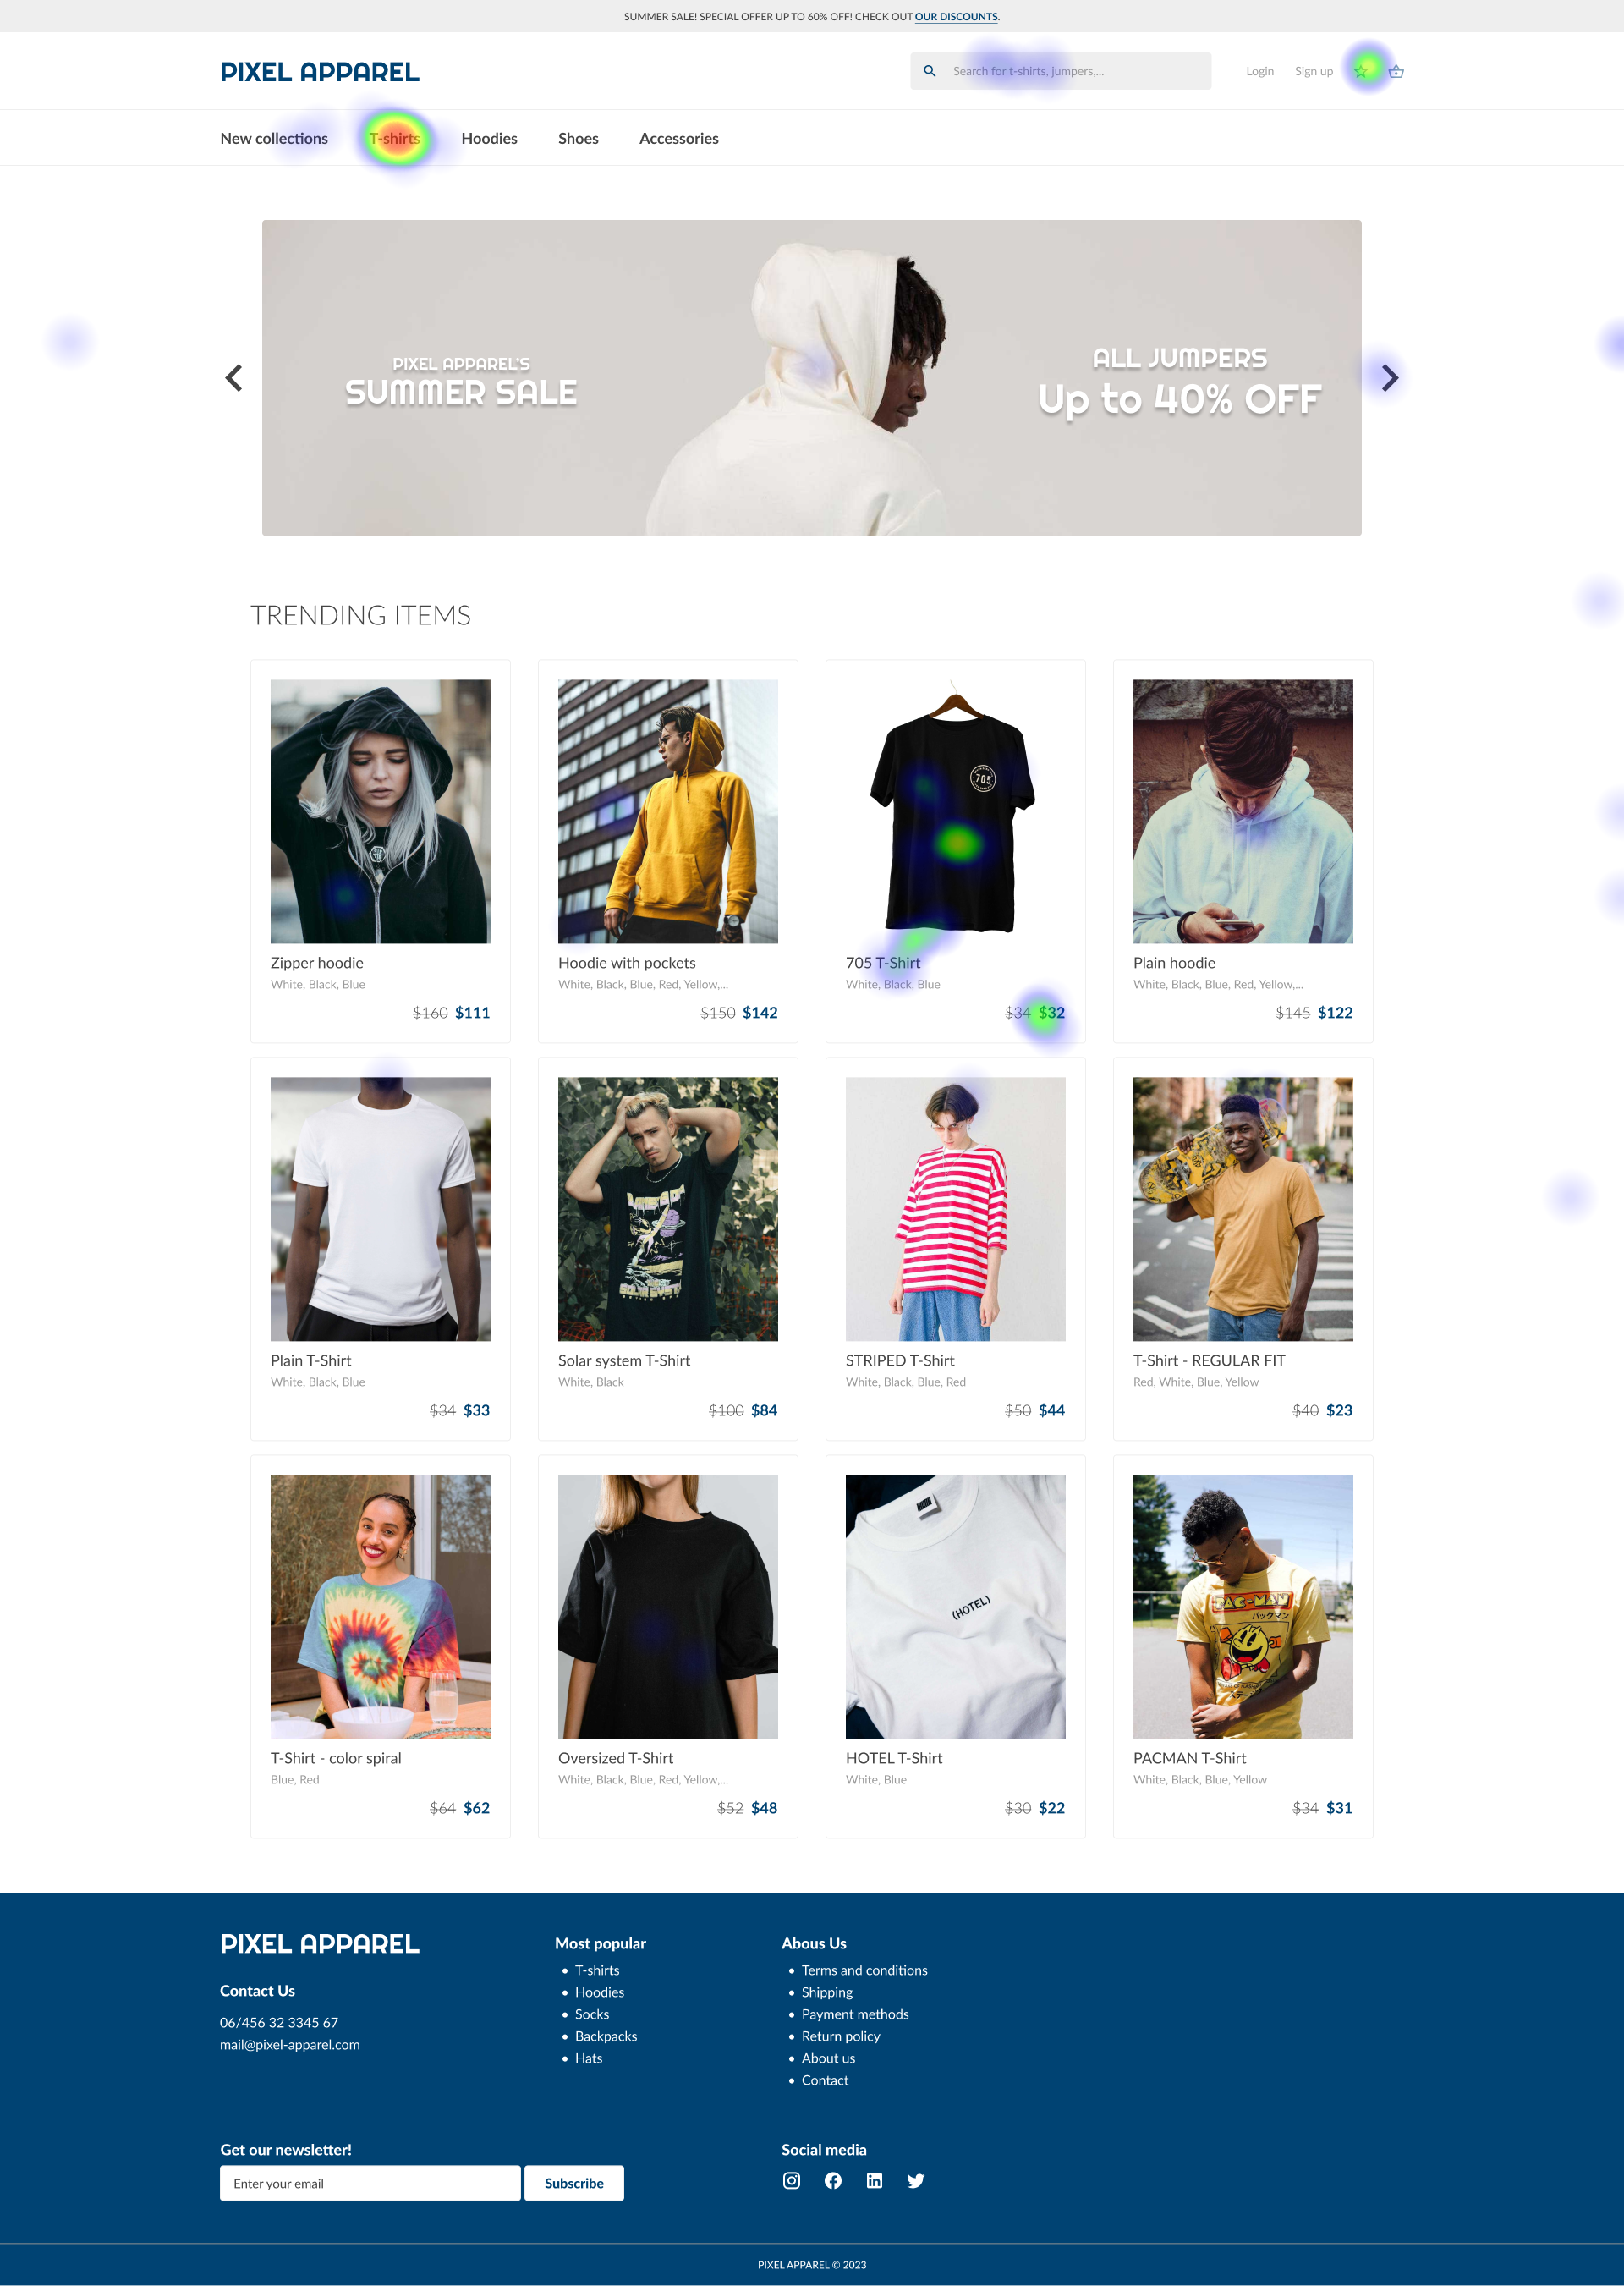 SUMMER SALE! SPECIAL OFFER UP TO 60% OFF! CHECK OUT OUR DISCOUNTS.
PIXEL APPAREL
Search for t-shirts, jumpers,...
Login
Sign up
New collections
T-shirts
Hoodies
Shoes
Accessories
PIXEL APPAREL'S
SUMMER SALE
ALL JUMPERS
Up to 40% OFF
TRENDING ITEMS
705
Zipper hoodie
White, Black, Blue
$160 $111
Hoodie with pockets
White, Black, Blue, Red, Yellow,...
$150 $142
705 T-Shirt
White, Black, Blue
$34 $32
Plain hoodie
White, Black, Blue, Red, Yellow,...
$145 $122
Plain T-Shirt
White, Black, Blue
$34 $33
Solar system T-Shirt
White, Black
$100 $84
STRIPED T-Shirt
White, Black, Blue, Red
$50 $44
T-Shirt - REGULAR FIT
Red, White, Blue, Yellow
$40 $23
(HOTEL)
PAC-MAN
パックマン
T-Shirt - color spiral
Blue, Red
$64 $62
Oversized T-Shirt
White, Black, Blue, Red, Yellow,...
$52 $48
HOTEL T-Shirt
White, Blue
$30 $22
PACMAN T-Shirt
White, Black, Blue, Yellow
$34 $31
PIXEL APPAREL
Contact Us
06/456 32 3345 67
mail@pixel-apparel.com
Most popular
T-shirts
Hoodies
Socks
Backpacks
Hats
Abous Us
Terms and conditions
Shipping
Payment methods
Return policy
About us
Contact
Get our newsletter!
Enter your email
Subscribe
Social media
PIXEL APPAREL © 2023